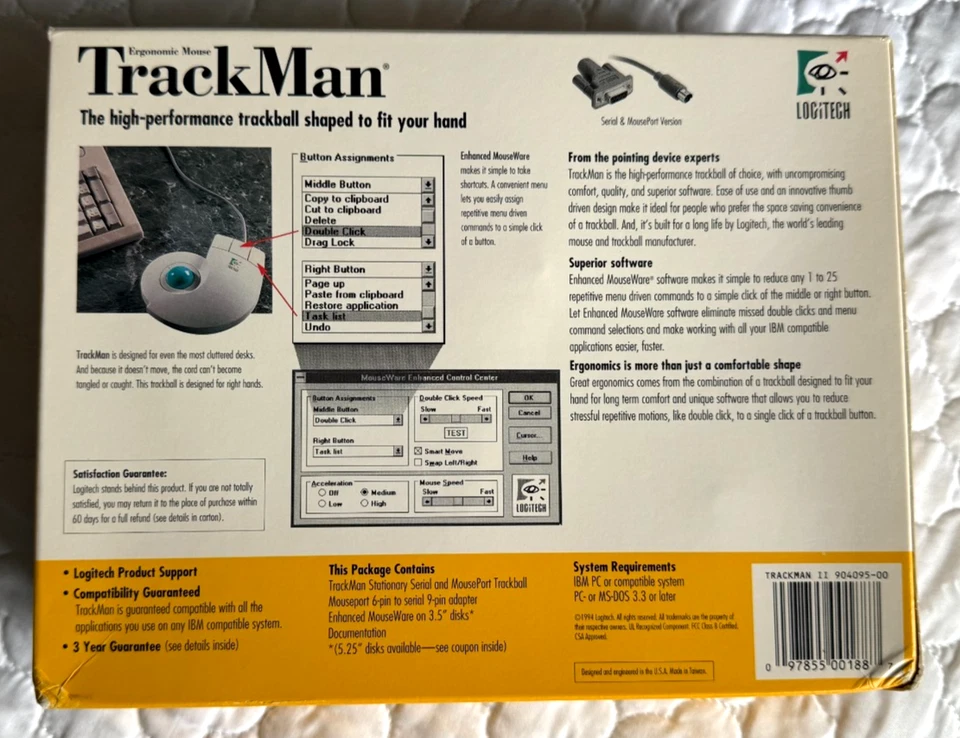 Ergonomic Mouse
TrackMan®
The high-performance trackball shaped to fit your hand
Serial & MousePort Version
LOGITECH
Button Assignments
Middle Button
Copy to clipboard
Cut to clipboard
Delete
Double Click
Drag Lock
Right Button
Page up
Paste from clipboard
Restore application
Task list
Undo
Enhanced MouseWare
makes it simple to take
shortcuts. A convenient menu
lets you easily assign
repetitive menu driven
commands to a simple click
of a button.
TrackMan is designed for even the most cluttered desks.
And because it doesn't move, the cord can't become
tangled or caught. This trackball is designed for right hands.
From the pointing device experts
TrackMan is the high-performance trackball of choice, with uncompromising
comfort, quality, and superior software. Ease of use and an innovative thumb
driven design make it ideal for people who prefer the space saving convenience
of a trackball. And, it's built for a long life by Logitech, the world's leading
mouse and trackball manufacturer.
Superior software
Enhanced MouseWare® software makes it simple to reduce any 1 to 25
repetitive menu driven commands to a simple click of the middle or right button.
Let Enhanced MouseWare software eliminate missed double clicks and menu
command selections and make working with all your IBM compatible
applications easier, faster.
Ergonomics is more than just a comfortable shape
Great ergonomics comes from the combination of a trackball designed to fit your
hand for long term comfort and unique software that allows you to reduce
stressful repetitive motions, like double click, to a single click of a trackball button.
MouseWare Enhanced Control Center
Button Assignments
Middle Button
Double Click
Right Button
Task list
Double Click Speed
Slow Fast
TEST
Smart Move
Swap Left/Right
OK
Cancel
Cursor...
Help
Acceleration
Off Medium
Low High
Mouse Speed
Slow Fast
LOGITECH
Satisfaction Guarantee:
Logitech stands behind this product. If you are not totally
satisfied, you may return it to the place of purchase within
60 days for a full refund (see details in carton).
• Logitech Product Support
• Compatibility Guaranteed
TrackMan is guaranteed compatible with all the
applications you use on any IBM compatible system.
• 3 Year Guarantee (see details inside)
This Package Contains
TrackMan Stationary Serial and MousePort Trackball
Mouseport 6-pin to serial 9-pin adapter
Enhanced MouseWare on 3.5" disks*
Documentation
*(5.25" disks available—see coupon inside)
System Requirements
IBM PC or compatible system
PC- or MS-DOS 3.3 or later
©1994 Logitech. All rights reserved. All trademarks are the property of
their respective owners. UL Recognized Component. FCC Class B Certified.
CSA Approved.
Designed and engineered in the U.S.A. Made in Taiwan.
TRACKMAN II 904095-00
0 97855 00188 7